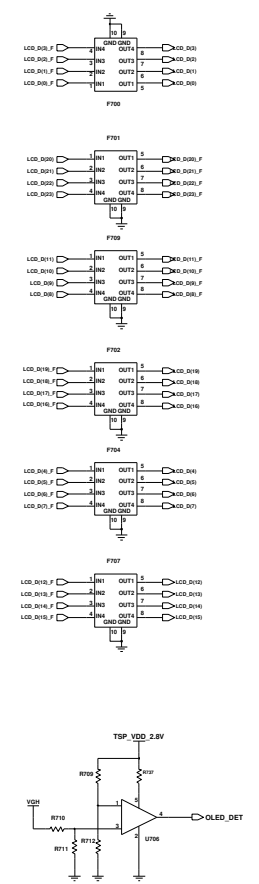 10 9
GND GND
LCD_D(3)_F 4 IN4 OUT4 8 LCD_D(3)
LCD_D(2)_F 3 IN3 OUT3 7 LCD_D(2)
LCD_D(1)_F 2 IN2 OUT2 6 LCD_D(1)
LCD_D(0)_F 1 IN1 OUT1 5 LCD_D(0)
F700
F701
LCD_D(20) 1 IN1 OUT1 5 LCD_D(20)_F
LCD_D(21) 2 IN2 OUT2 6 LCD_D(21)_F
LCD_D(22) 3 IN3 OUT3 7 LCD_D(22)_F
LCD_D(23) 4 IN4 OUT4 8 LCD_D(23)_F
GND GND
10 9
F709
LCD_D(11) 1 IN1 OUT1 5 LCD_D(11)_F
LCD_D(10) 2 IN2 OUT2 6 LCD_D(10)_F
LCD_D(9) 3 IN3 OUT3 7 LCD_D(9)_F
LCD_D(8) 4 IN4 OUT4 8 LCD_D(8)_F
GND GND
10 9
F702
LCD_D(19)_F 1 IN1 OUT1 5 LCD_D(19)
LCD_D(18)_F 2 IN2 OUT2 6 LCD_D(18)
LCD_D(17)_F 3 IN3 OUT3 7 LCD_D(17)
LCD_D(16)_F 4 IN4 OUT4 8 LCD_D(16)
GND GND
10 9
F704
LCD_D(4)_F 1 IN1 OUT1 5 LCD_D(4)
LCD_D(5)_F 2 IN2 OUT2 6 LCD_D(5)
LCD_D(6)_F 3 IN3 OUT3 7 LCD_D(6)
LCD_D(7)_F 4 IN4 OUT4 8 LCD_D(7)
GND GND
10 9
F707
LCD_D(12)_F 1 IN1 OUT1 5 LCD_D(12)
LCD_D(13)_F 2 IN2 OUT2 6 LCD_D(13)
LCD_D(14)_F 3 IN3 OUT3 7 LCD_D(14)
LCD_D(15)_F 4 IN4 OUT4 8 LCD_D(15)
GND GND
10 9
TSP_VDD_2.8V
R709 R737
VGH 1 5
R710 4 OLED_DET
3 2
R711 R712 U706